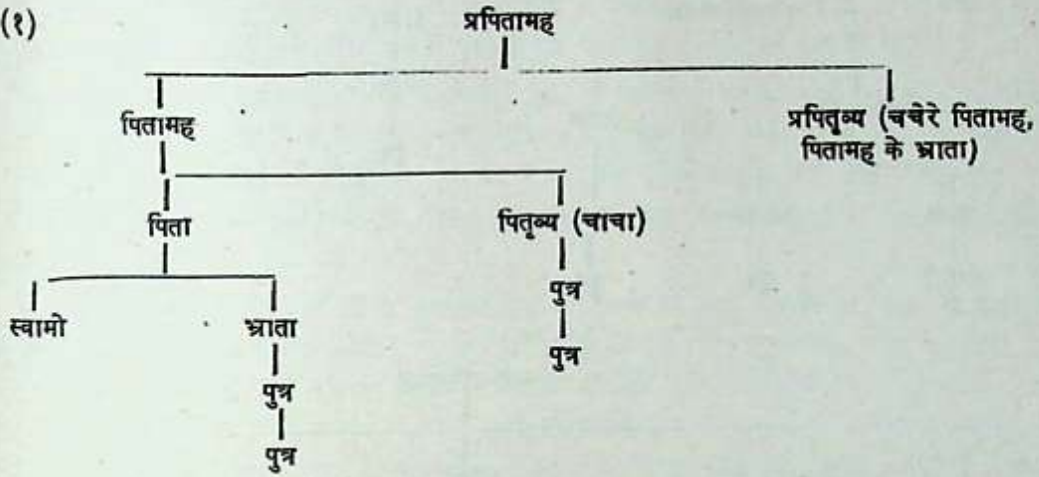 (१)
प्रपितामह
पितामह
प्रपितृव्य (चचेरे पितामह,
पितामह के भ्राता)
पिता
पितृव्य (चाचा)
पुत्र
स्वामो
भ्राता
पुत्र
पुत्र
पुत्र